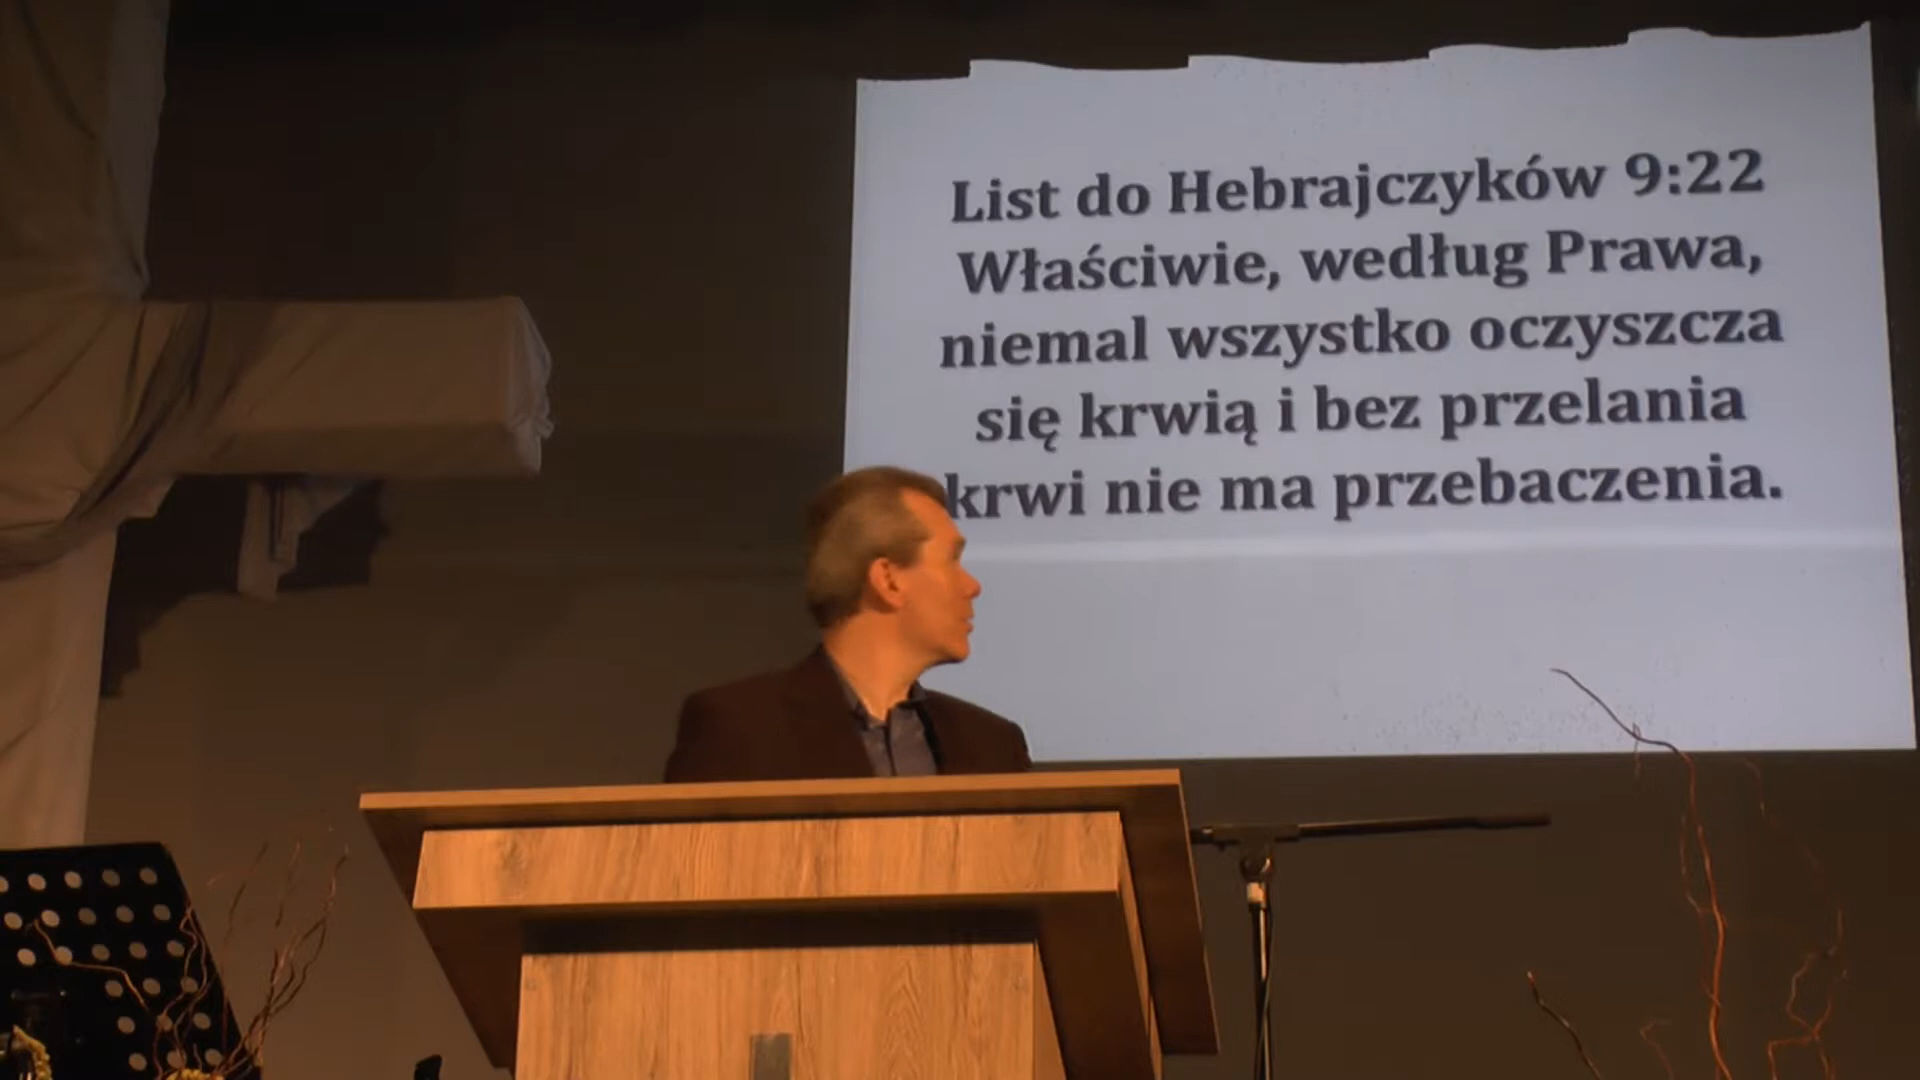 List do Hebrajczyków 9:22
Właściwie, według Prawa,
niemal wszystko oczyszcza
się krwią i bez przelania
krwi nie ma przebaczenia.